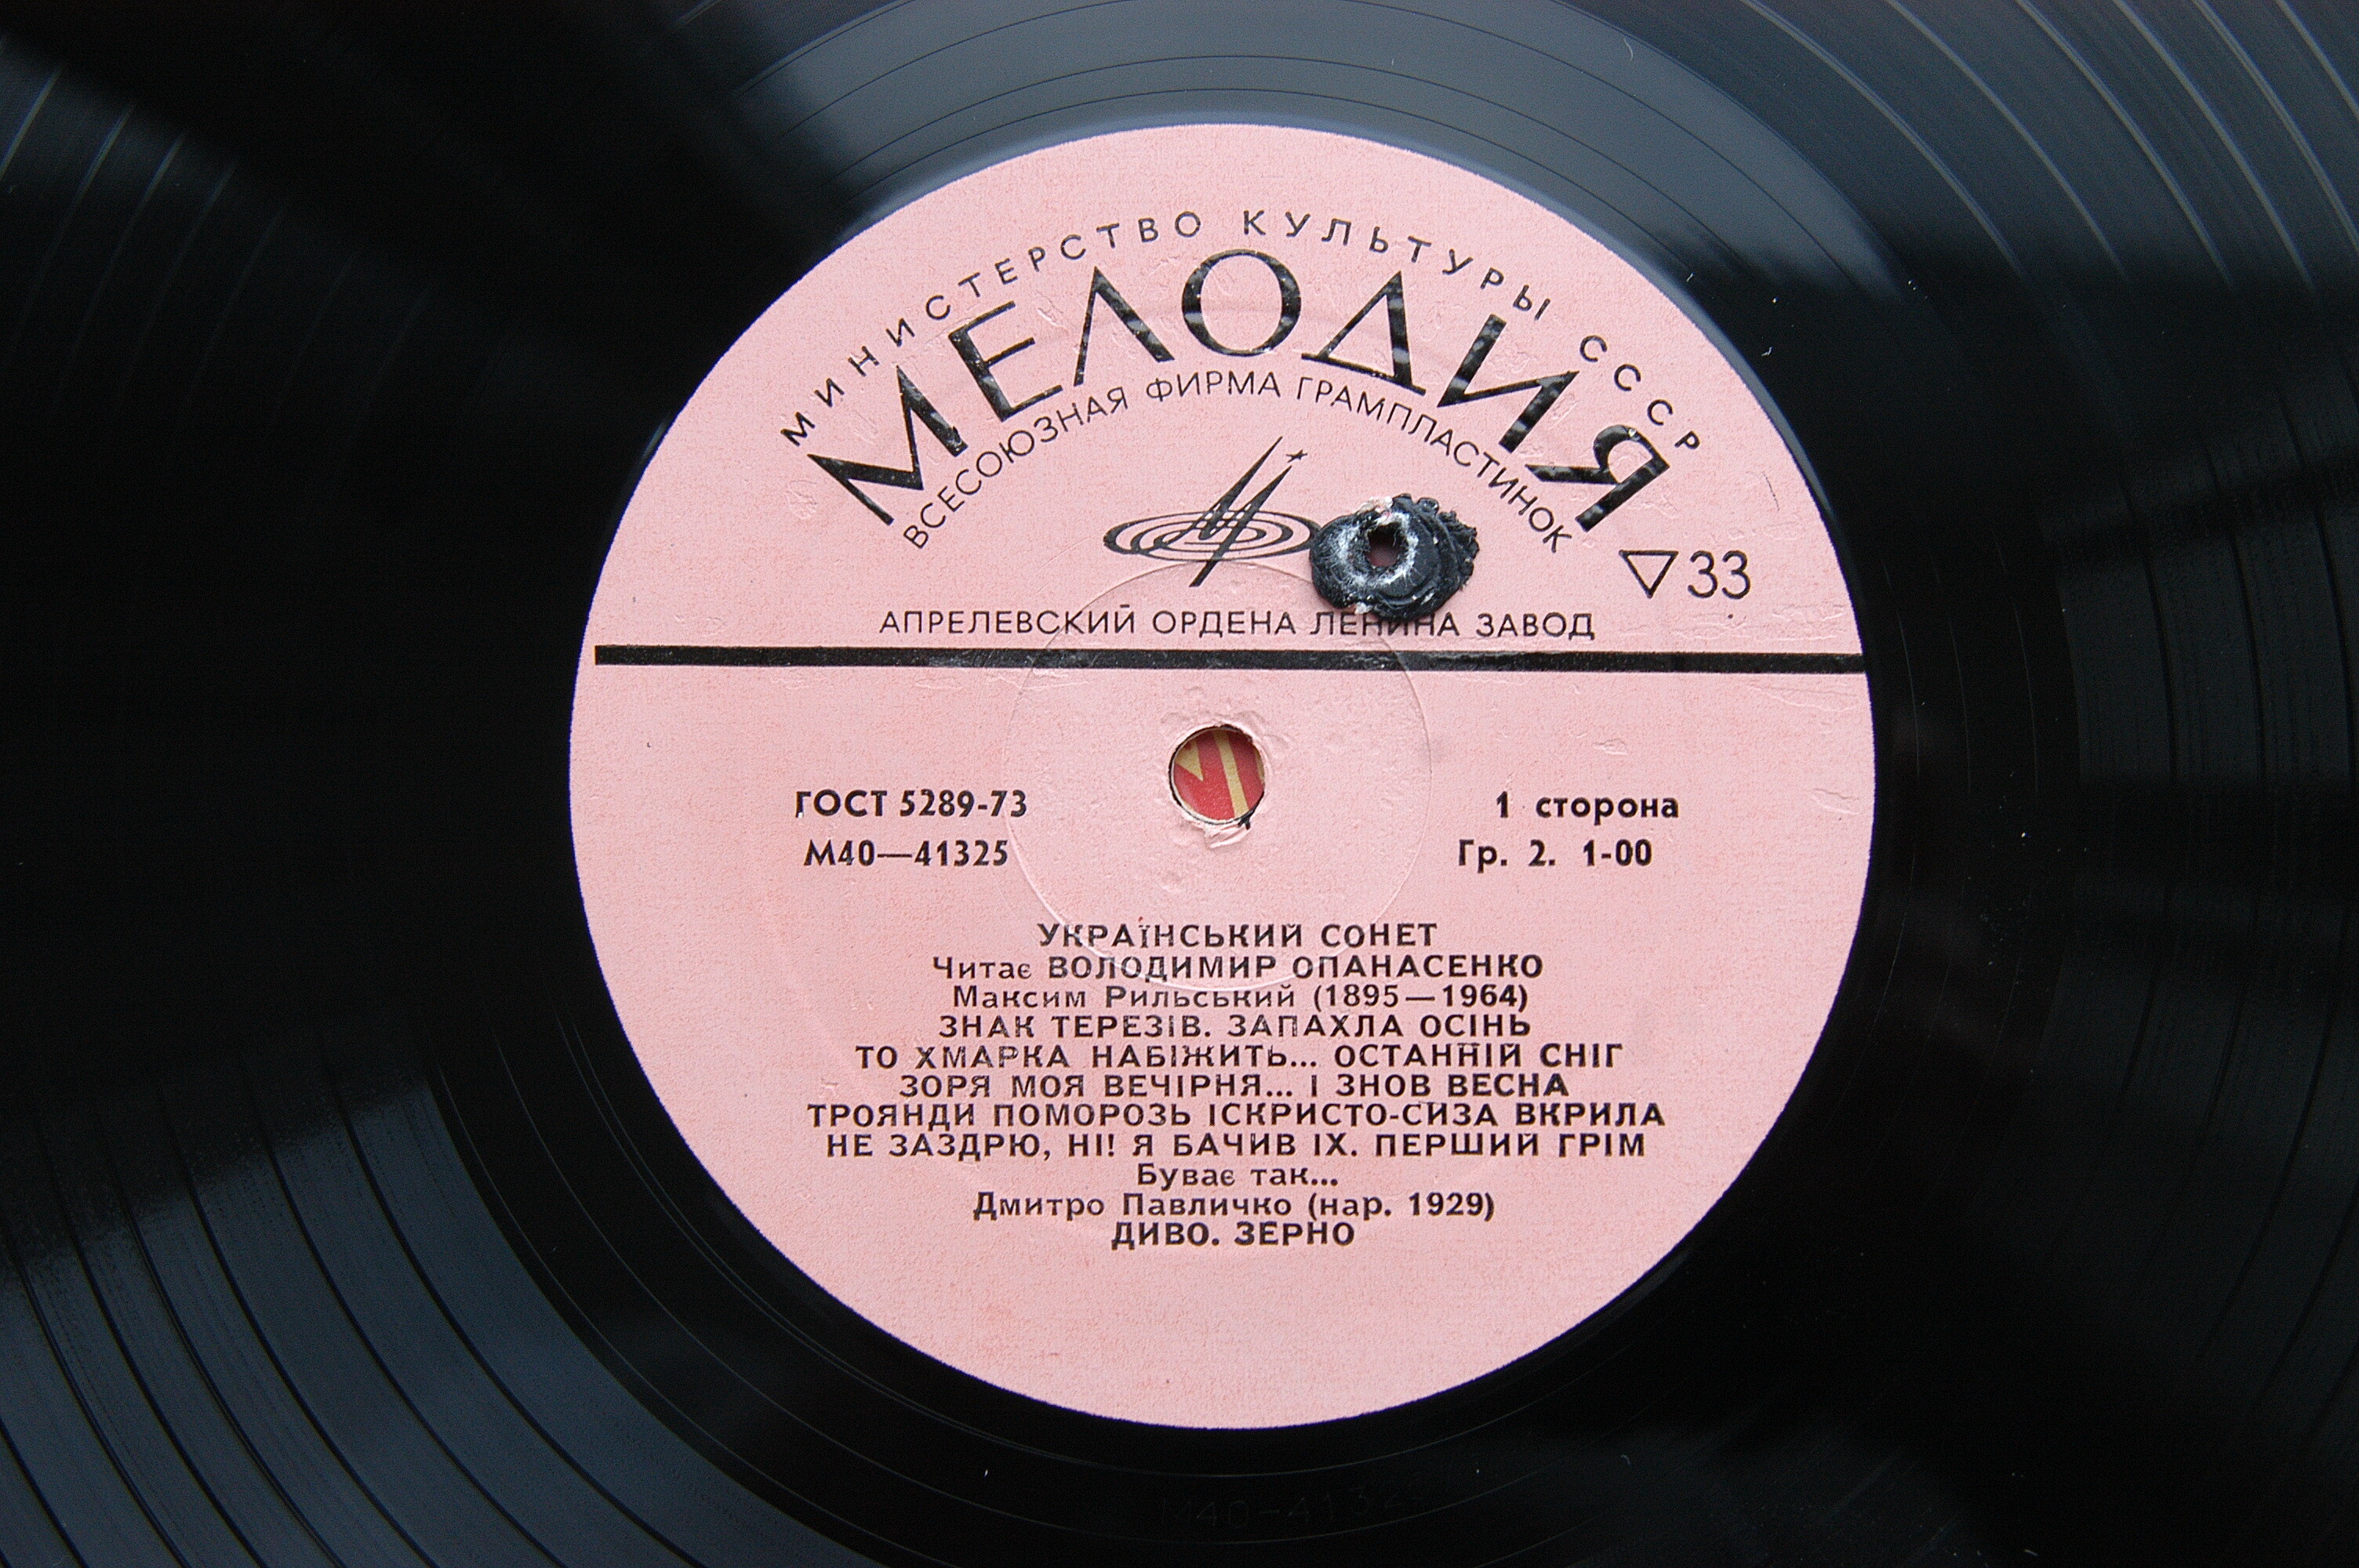 МИНИСТЕРСТВО КУЛЬТУРЫ СССР
МЕЛОДИЯ
ВСЕСОЮЗНАЯ ФИРМА ГРАМПЛАСТИНОК
▽33
АПРЕЛЕВСКИЙ ОРДЕНА ЛЕНИНА ЗАВОД
ГОСТ 5289-73
1 сторона
М40—41325
Гр. 2. 1-00
УКРАЇНСЬКИЙ СОНЕТ
Читає ВОЛОДИМИР ОПАНАСЕНКО
Максим Рильський (1895—1964)
ЗНАК ТЕРЕЗІВ. ЗАПАХЛА ОСІНЬ
ТО ХМАРКА НАБІЖИТЬ... ОСТАННІЙ СНІГ
ЗОРЯ МОЯ ВЕЧІРНЯ... І ЗНОВ ВЕСНА
ТРОЯНДИ ПОМОРОЗЬ ІСКРИСТО-СИЗА ВКРИЛА
НЕ ЗАЗДРЮ, НІ! Я БАЧИВ ІХ. ПЕРШИЙ ГРІМ
Буває так...
Дмитро Павличко (нар. 1929)
ДИВО. ЗЕРНО